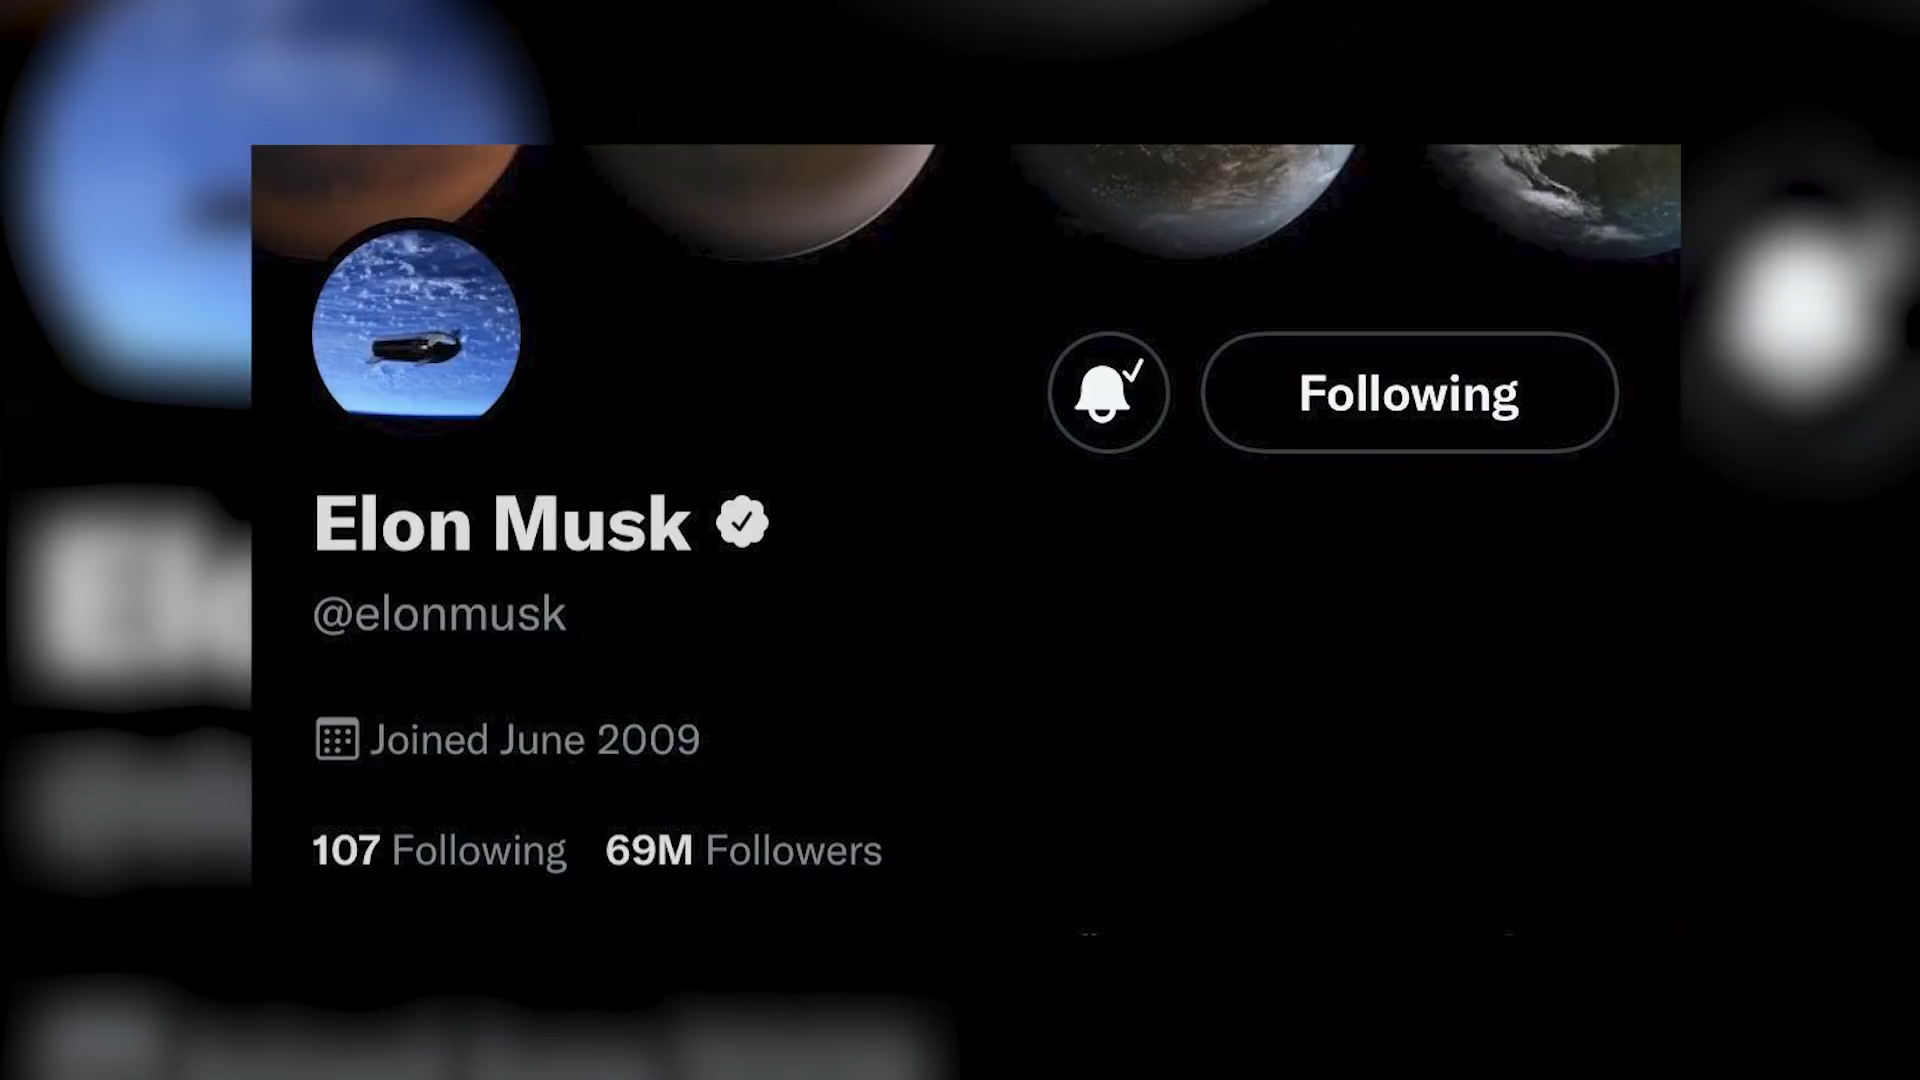 Following
Elon Musk
@elonmusk
Joined June 2009
107 Following 69M Followers